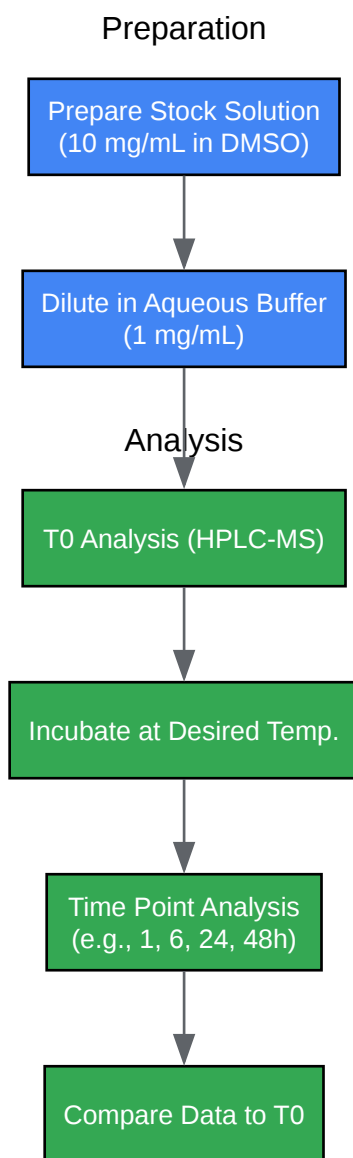 Preparation
Prepare Stock Solution
(10 mg/mL in DMSO)
Dilute in Aqueous Buffer
(1 mg/mL)
Analysis
T0 Analysis (HPLC-MS)
Incubate at Desired Temp.
Time Point Analysis
(e.g., 1, 6, 24, 48h)
Compare Data to T0